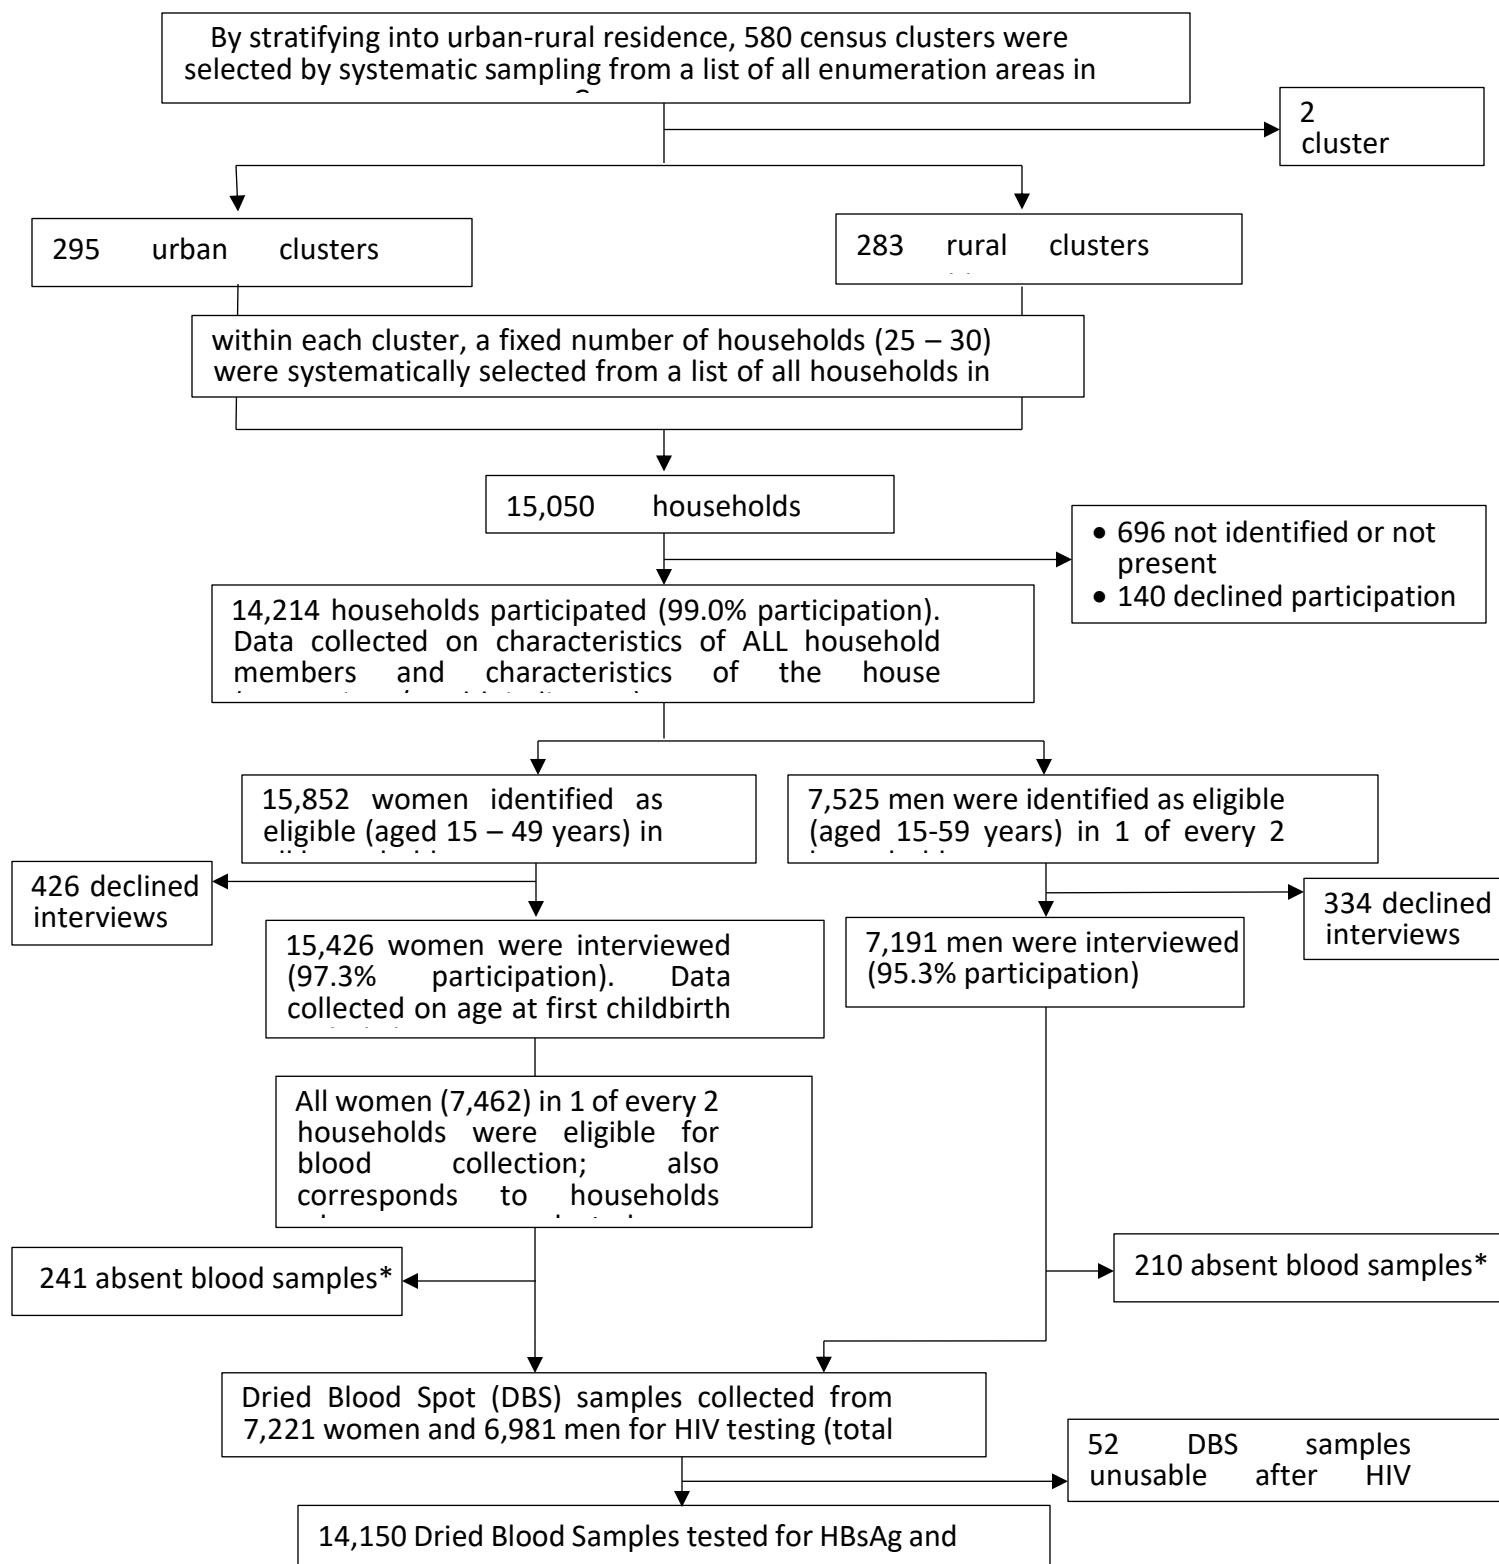 By stratifying into urban-rural residence, 580 census clusters were
selected by systematic sampling from a list of all enumeration areas in
2
cluster
295 urban clusters
283 rural clusters
within each cluster, a fixed number of households (25 – 30)
were systematically selected from a list of all households in
15,050 households
• 696 not identified or not
present
• 140 declined participation
14,214 households participated (99.0% participation).
Data collected on characteristics of ALL household
members and characteristics of the house
15,852 women identified as
eligible (aged 15 – 49 years) in
7,525 men were identified as eligible
(aged 15-59 years) in 1 of every 2
426 declined
interviews
334 declined
interviews
15,426 women were interviewed
(97.3% participation). Data
collected on age at first childbirth
7,191 men were interviewed
(95.3% participation)
All women (7,462) in 1 of every 2
households were eligible for
blood collection; also
corresponds to households
241 absent blood samples*
210 absent blood samples*
Dried Blood Spot (DBS) samples collected from
7,221 women and 6,981 men for HIV testing (total
52 DBS samples
unusable after HIV
14,150 Dried Blood Samples tested for HBsAg and